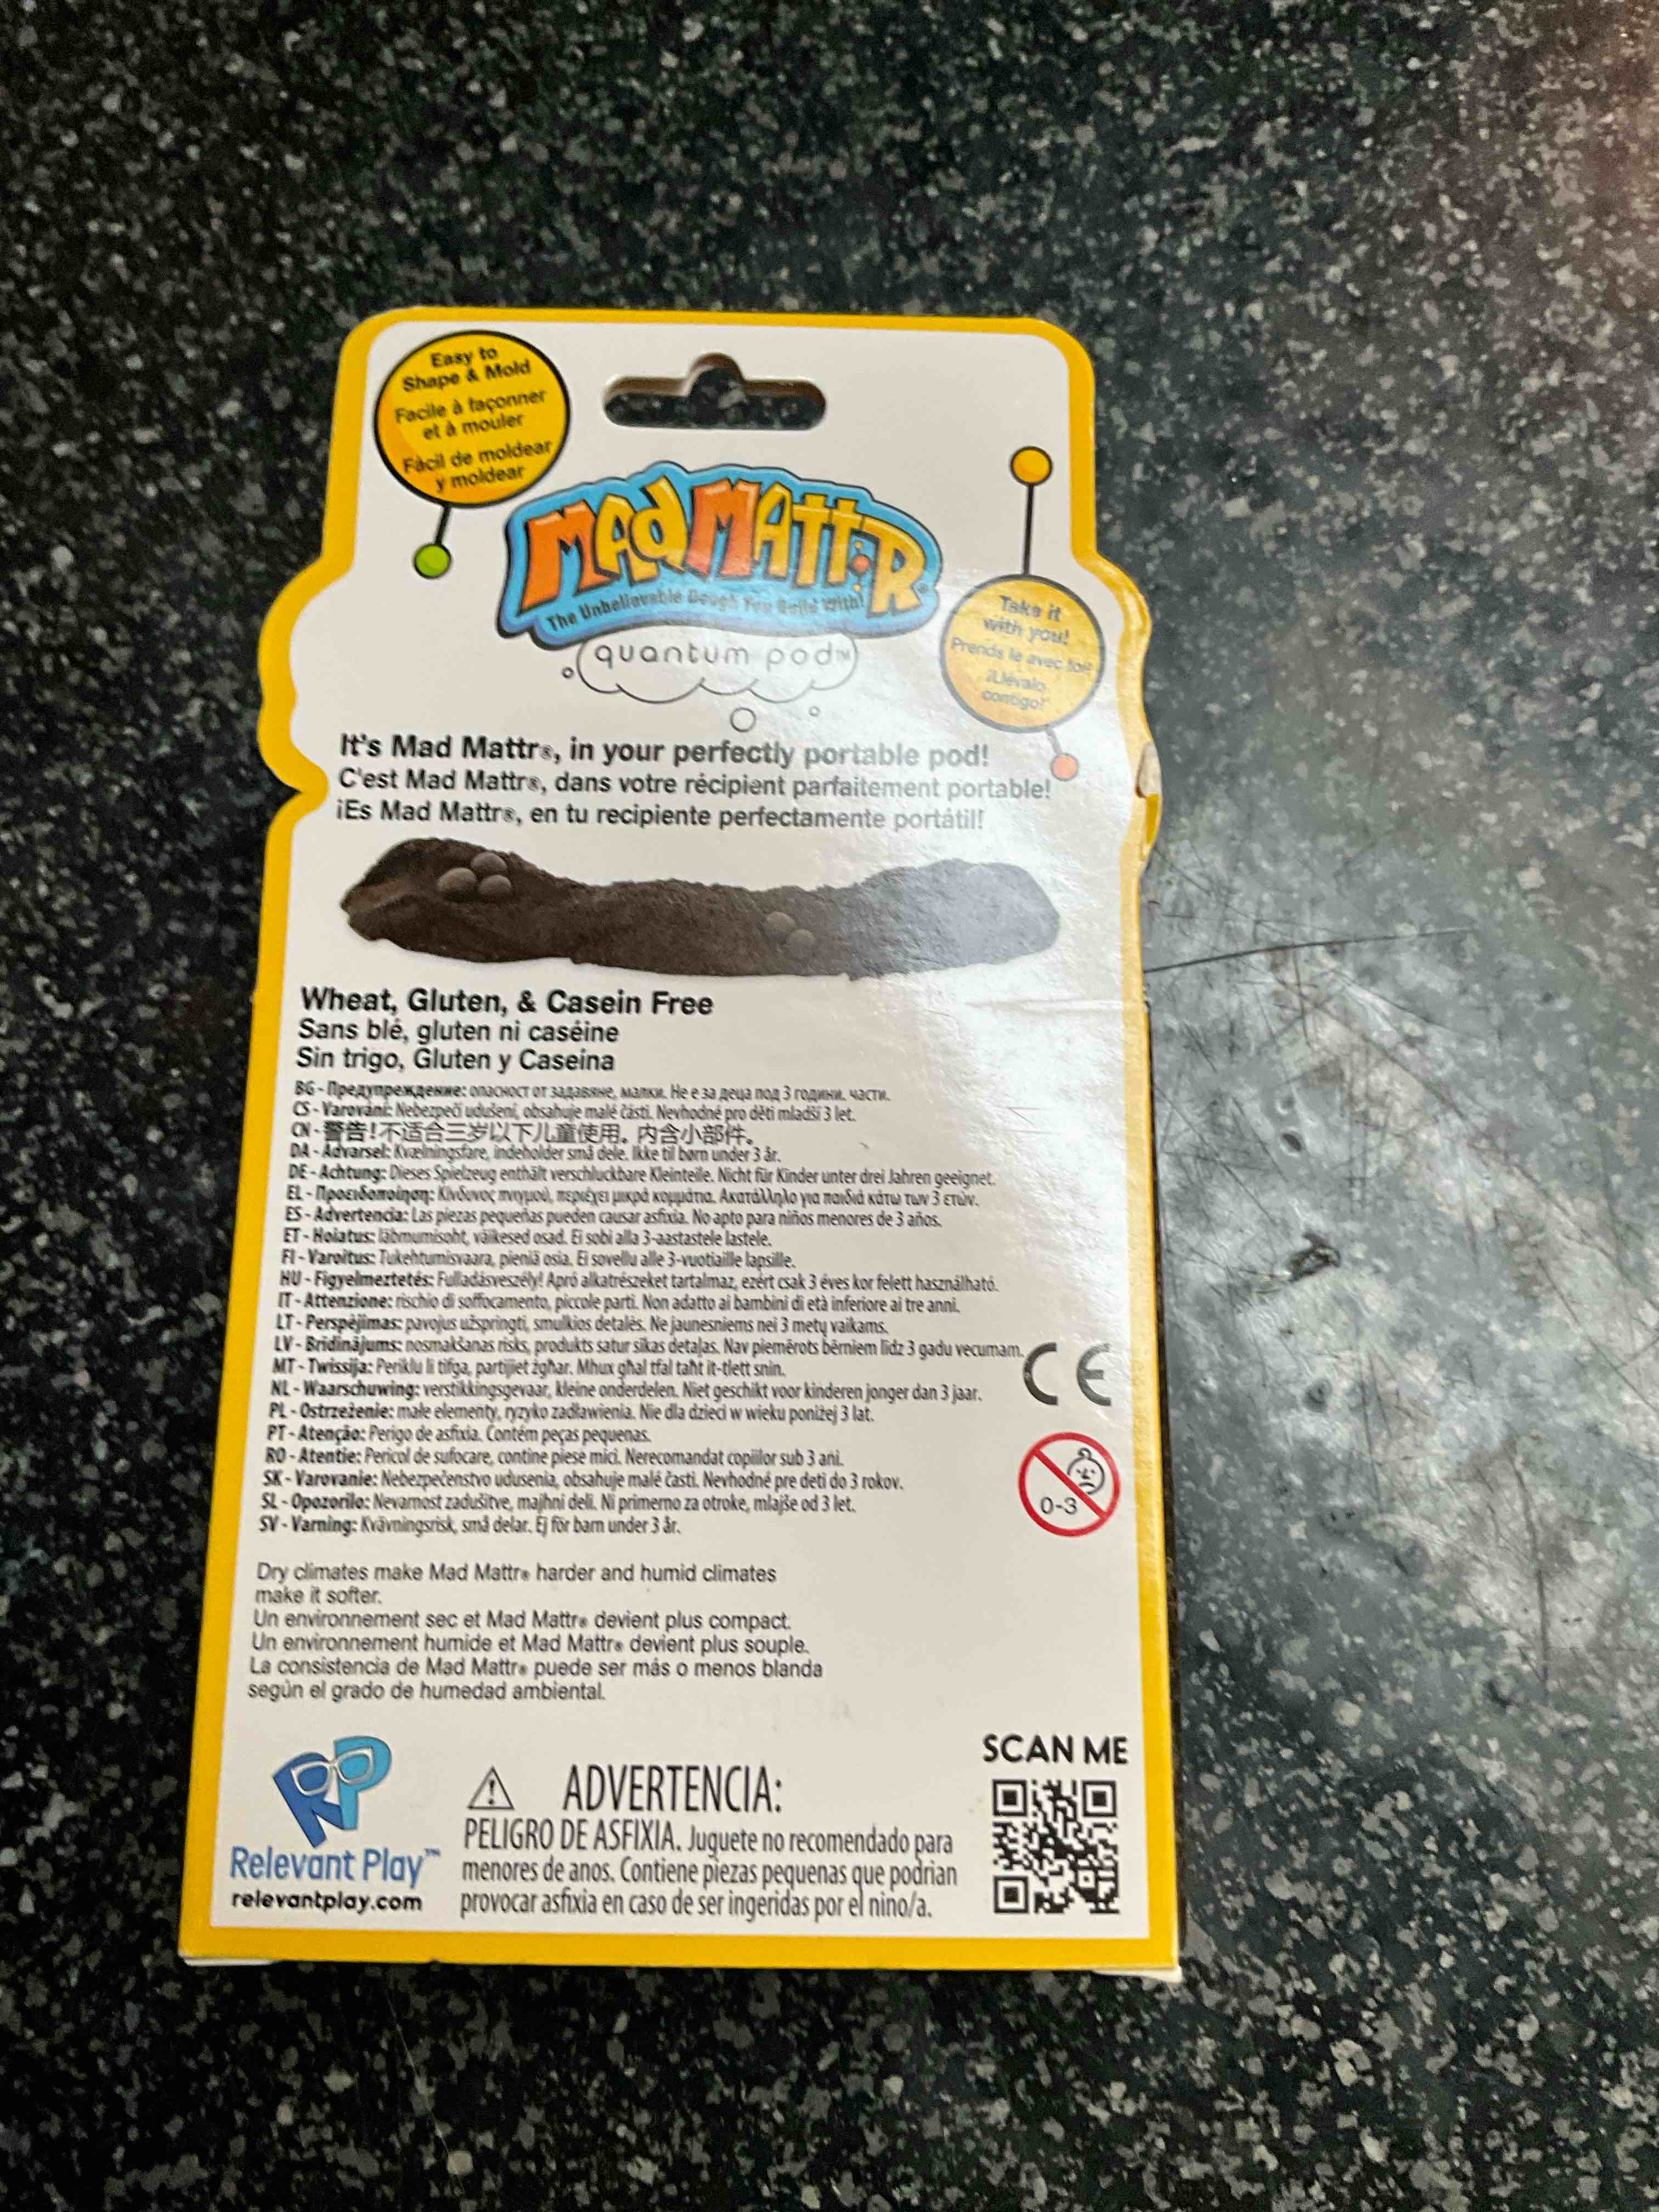 Easy to
Shape & Mold
Facile à façonner
et à mouler
Fàcil de moldear
y moldear
MAD MATTR
The Unbelievable Dough You Build With!
quantum pod™
Take it
with you!
Prends le avec toi!
¡Llévalo
contigo!
It's Mad Mattr®, in your perfectly portable pod!
C'est Mad Mattr®, dans votre récipient parfaitement portable!
¡Es Mad Mattr®, en tu recipiente perfectamente portátil!
Wheat, Gluten, & Casein Free
Sans blé, gluten ni caséine
Sin trigo, Gluten y Caseína
BG - Предупреждение: опасност от задавяне, малки. Не е за деца под 3 години. части.
CS - Varování: Nebezpečí udušení, obsahuje malé části. Nevhodné pro děti mladší 3 let.
CN - 警告!不适合三岁以下儿童使用。内含小部件。
DA - Advarsel: Kvælningsfare, indeholder små dele. Ikke til børn under 3 år.
DE - Achtung: Dieses Spielzeug enthält verschluckbare Kleinteile. Nicht für Kinder unter drei Jahren geeignet.
EL - Προειδοποίηση: Κίνδυνος πνιγμού, περιέχει μικρά κομμάτια. Ακατάλληλο για παιδιά κάτω των 3 ετών.
ES - Advertencia: Las piezas pequeñas pueden causar asfixia. No apto para niños menores de 3 años.
ET - Hoiatus: lämbumisoht, väikesed osad. Ei sobi alla 3-aastastele lastele.
FI - Varoitus: Tukehtumisvaara, pieniä osia. Ei sovellu alle 3-vuotiaille lapsille.
HU - Figyelmeztetés: Fulladásveszély! Apró alkatrészeket tartalmaz, ezért csak 3 éves kor felett használható.
IT - Attenzione: rischio di soffocamento, piccole parti. Non adatto ai bambini di età inferiore ai tre anni.
LT - Perspėjimas: pavojus užspringti, smulkios detalės. Ne jaunesniems nei 3 metų vaikams.
LV - Brīdinājums: nosmakšanas risks, produkts satur sīkas detaļas. Nav piemērots bērniem līdz 3 gadu vecumam.
MT - Twissija: Periklu li tifga, partijiet żgħar. Mhux għal tfal taħt it-tlett snin.
NL - Waarschuwing: verstikkingsgevaar, kleine onderdelen. Niet geschikt voor kinderen jonger dan 3 jaar.
PL - Ostrzeżenie: małe elementy, ryzyko zadławienia. Nie dla dzieci w wieku poniżej 3 lat.
PT - Atenção: Perigo de asfixia. Contém peças pequenas.
RO - Atentie: Pericol de sufocare, contine piese mici. Nerecomandat copiilor sub 3 ani.
SK - Varovanie: Nebezpečenstvo udusenia, obsahuje malé časti. Nevhodné pre deti do 3 rokov.
SL - Opozorilo: Nevarnost zadušitve, majhni deli. Ni primerno za otroke, mlajše od 3 let.
SV - Varning: Kvävningsrisk, små delar. Ej för barn under 3 år.
CE
0-3
Dry climates make Mad Mattr® harder and humid climates
make it softer.
Un environnement sec et Mad Mattr® devient plus compact.
Un environnement humide et Mad Mattr® devient plus souple.
La consistencia de Mad Mattr® puede ser más o menos blanda
según el grado de humedad ambiental.
RP
Relevant Play™
relevantplay.com
ADVERTENCIA:
PELIGRO DE ASFIXIA. Juguete no recomendado para
menores de anos. Contiene piezas pequenas que podrian
provocar asfixia en caso de ser ingeridas por el nino/a.
SCAN ME